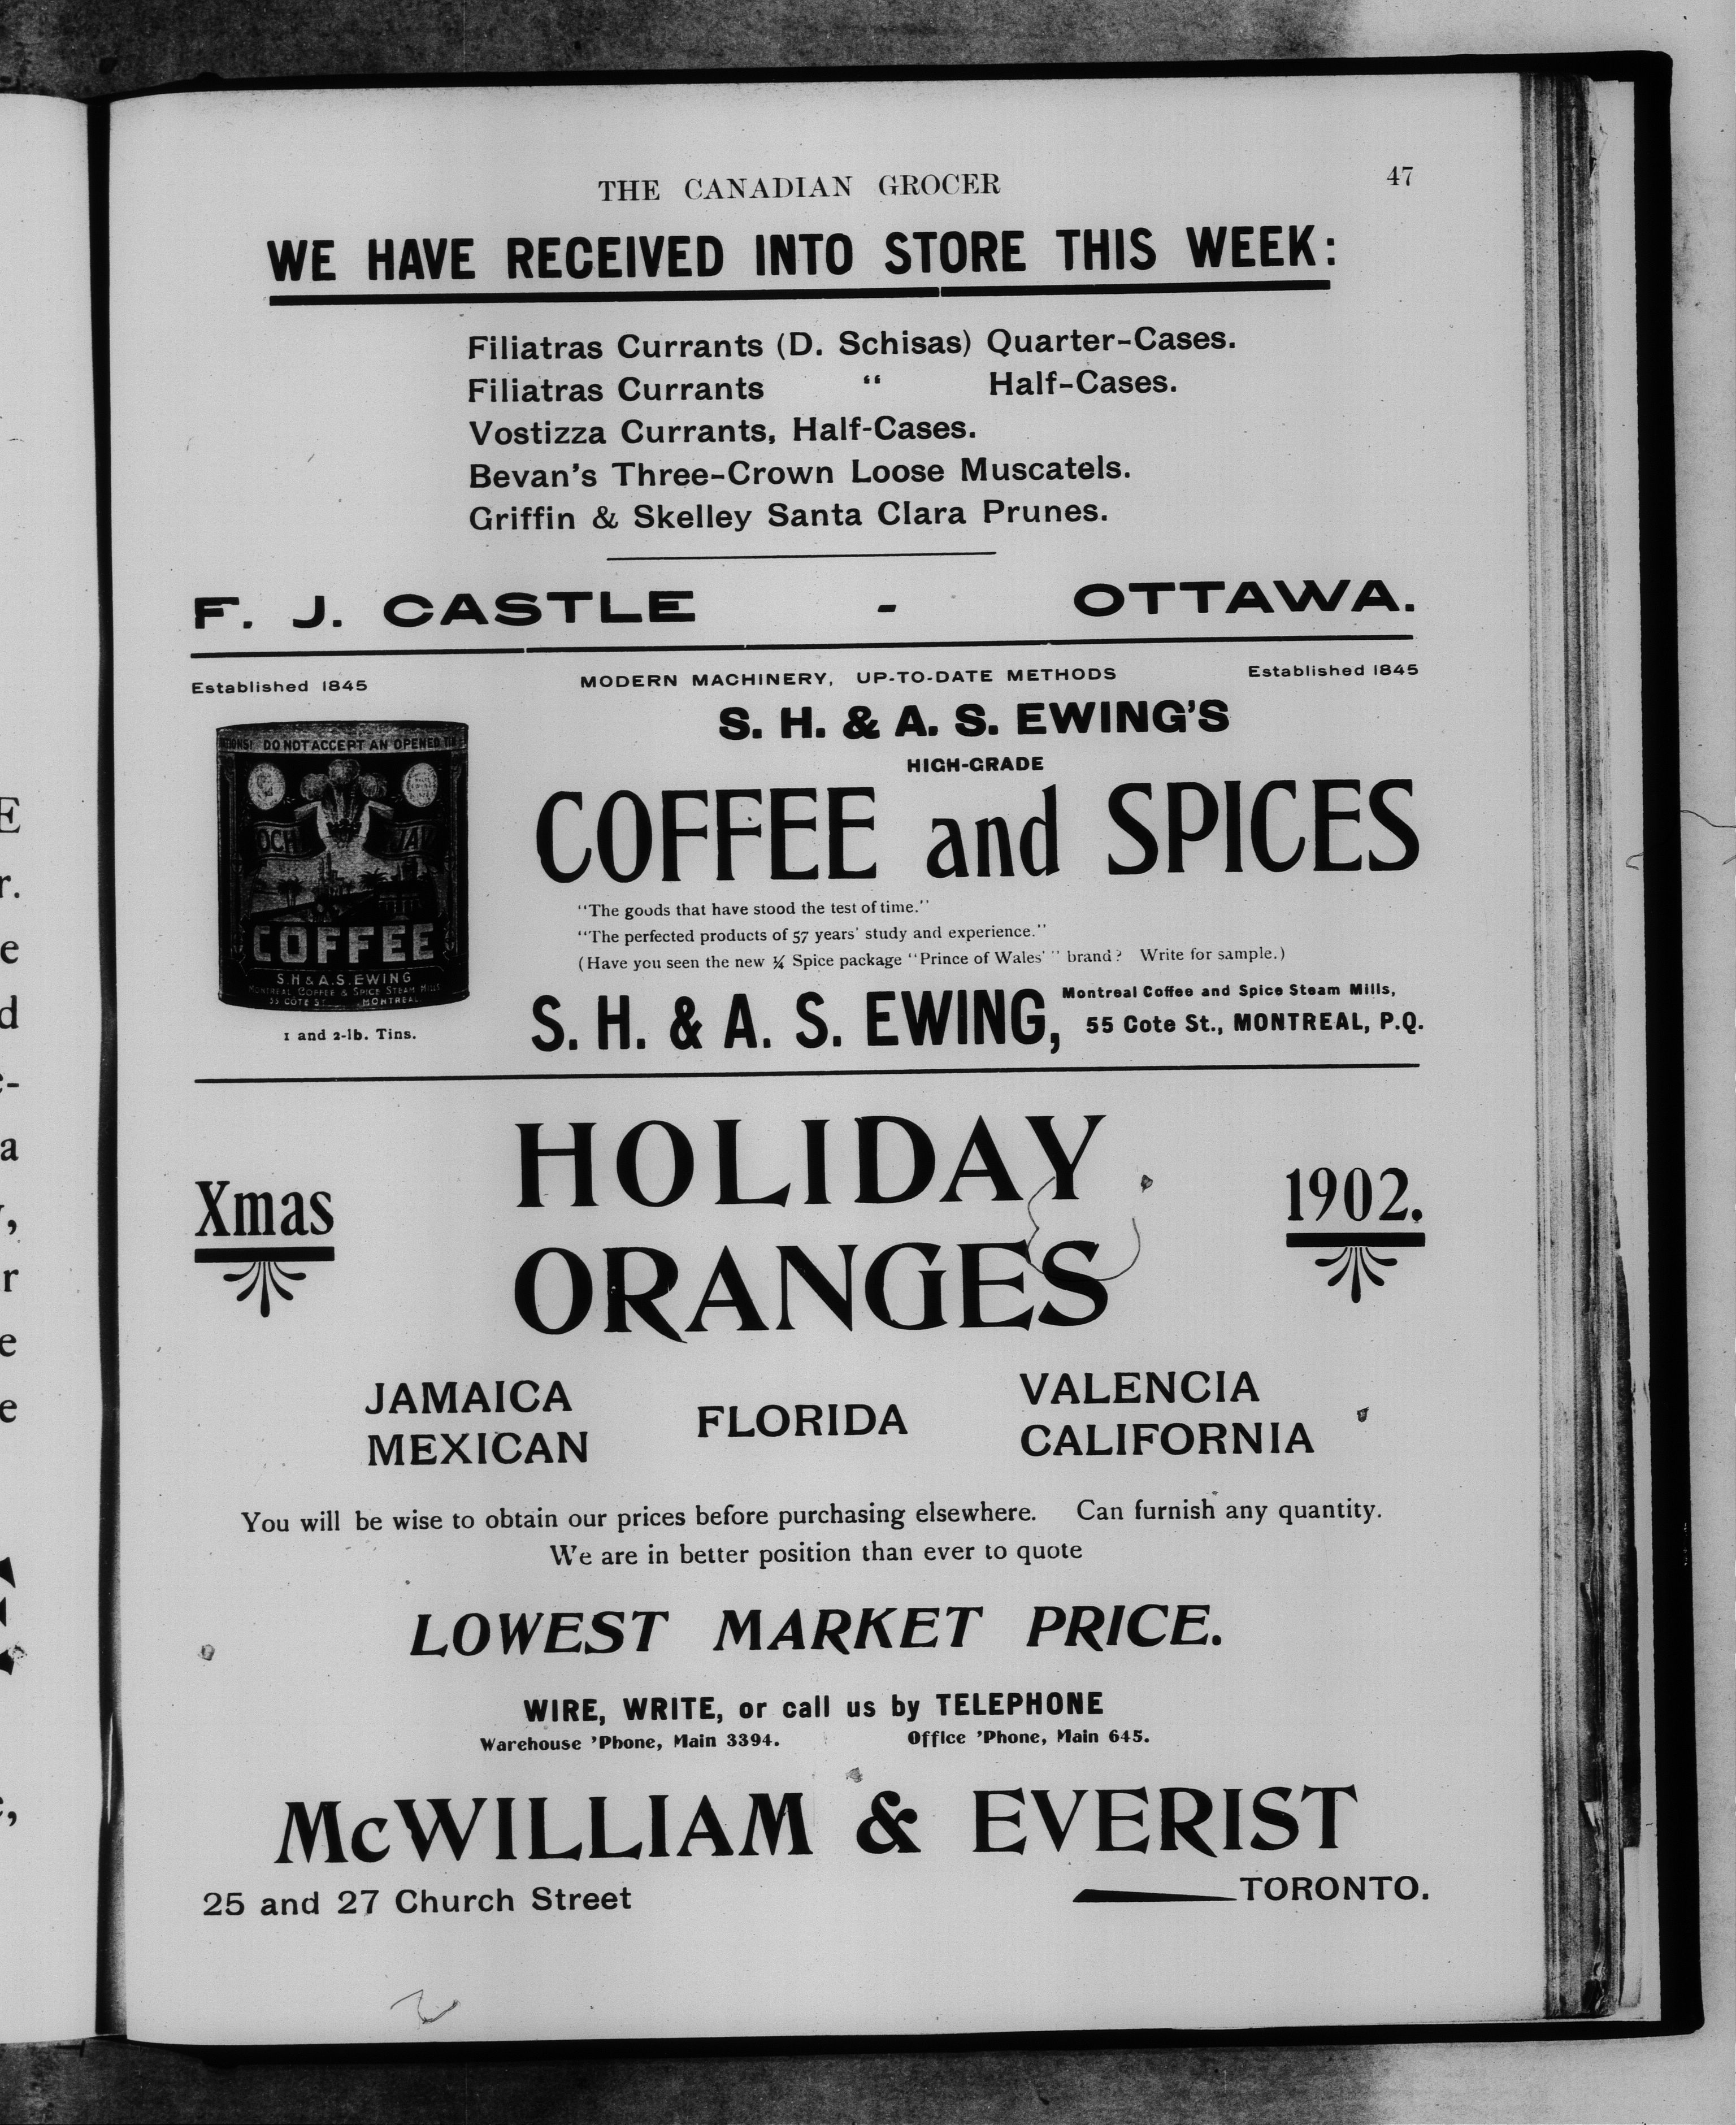 THE CANADIAN GROCER 47
WE HAVE RECEIVED INTO STORE THIS WEEK:
Filiatras Currants (D. Schisas) Quarter-Cases.
Filiatras Currants “ Half-Cases.
Vostizza Currants, Half-Cases.
Bevan's Three-Crown Loose Muscatels.
Griffin & Skelley Santa Clara Prunes.
F. J. CASTLE - OTTAWA.
Established 1845 MODERN MACHINERY, UP-TO-DATE METHODS Established 1845
S. H. & A. S. EWING'S
HIGH-GRADE
COFFEE and SPICES
"The goods that have stood the test of time."
"The perfected products of 57 years' study and experience."
(Have you seen the new ¼ Spice package "Prince of Wales'" brand? Write for sample.)
DO NOT ACCEPT AN OPENED
COFFEE
S.H & A.S. EWING
MONTREAL COFFEE & SPICE STEAM MILLS
55 COTE ST. MONTREAL
1 and 2-lb. Tins.
S. H. & A. S. EWING, Montreal Coffee and Spice Steam Mills,
55 Cote St., MONTREAL, P.Q.
HOLIDAY
Xmas 1902.
ORANGES
JAMAICA
MEXICAN
FLORIDA
VALENCIA
CALIFORNIA
You will be wise to obtain our prices before purchasing elsewhere. Can furnish any quantity.
We are in better position than ever to quote
LOWEST MARKET PRICE.
WIRE, WRITE, or call us by TELEPHONE
Warehouse 'Phone, Main 3394. Office 'Phone, Main 645.
McWILLIAM & EVERIST
25 and 27 Church Street TORONTO.